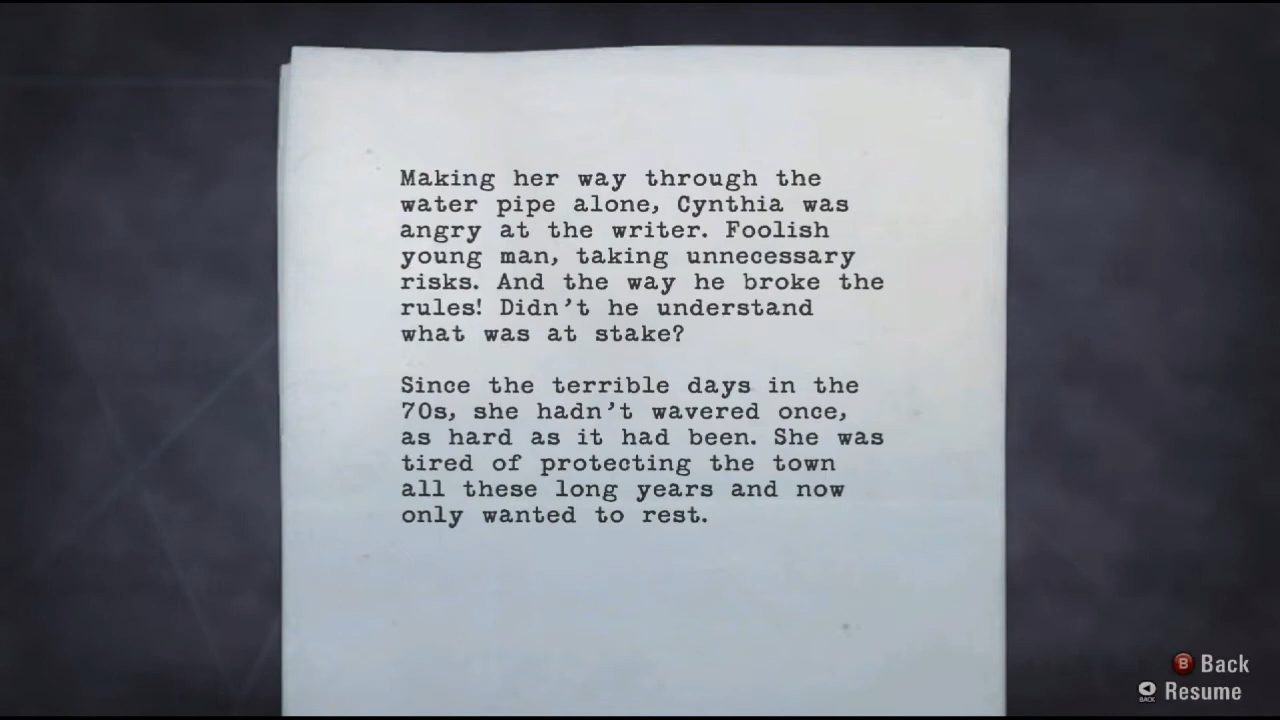 Making her way through the
water pipe alone, Cynthia was
angry at the writer. Foolish
young man, taking unnecessary
risks. And the way he broke the
rules! Didn't he understand
what was at stake?
Since the terrible days in the
70s, she hadn't wavered once,
as hard as it had been. She was
tired of protecting the town
all these long years and now
only wanted to rest.
B Back
BACK Resume